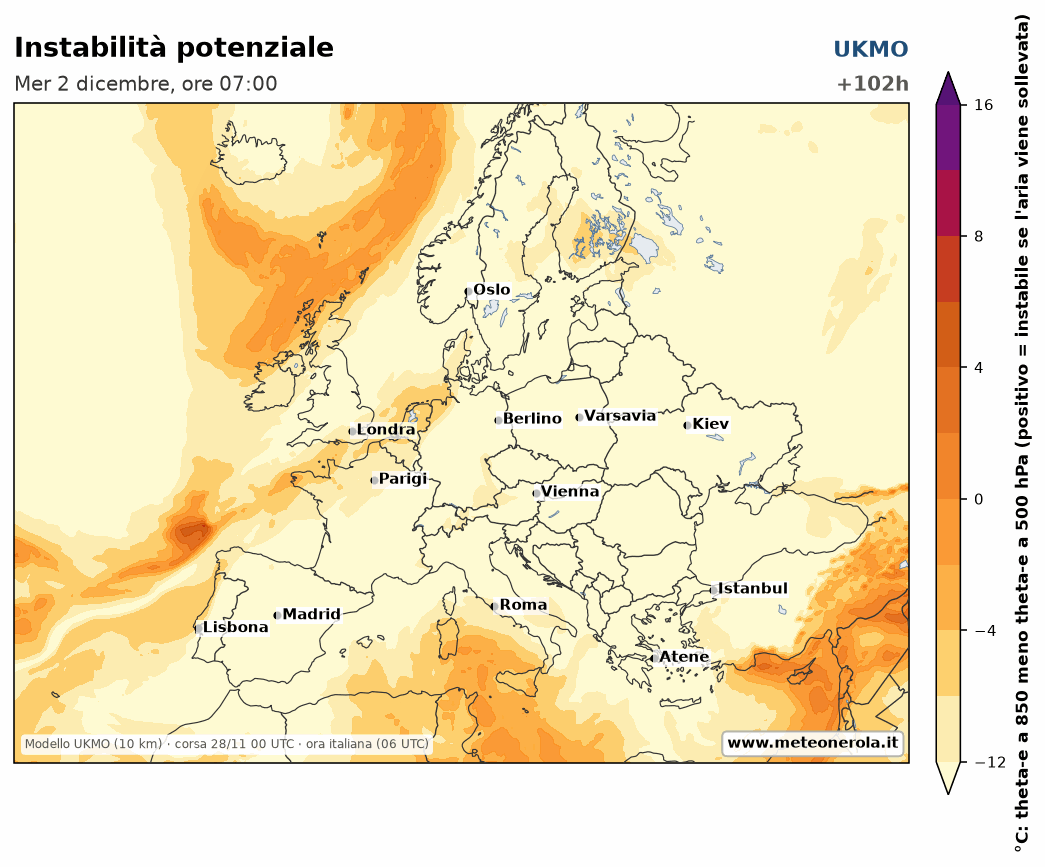 Instabilità potenziale
UKMO
Mer 2 dicembre, ore 07:00
+102h
Oslo
Berlino
Varsavia
Kiev
Londra
Parigi
Vienna
Istanbul
Roma
Madrid
Lisbona
Atene
Modello UKMO (10 km) · corsa 28/11 00 UTC · ora italiana (06 UTC)
www.meteonerola.it
16
8
4
0
−4
−12
°C: theta-e a 850 meno theta-e a 500 hPa (positivo = instabile se l'aria viene sollevata)